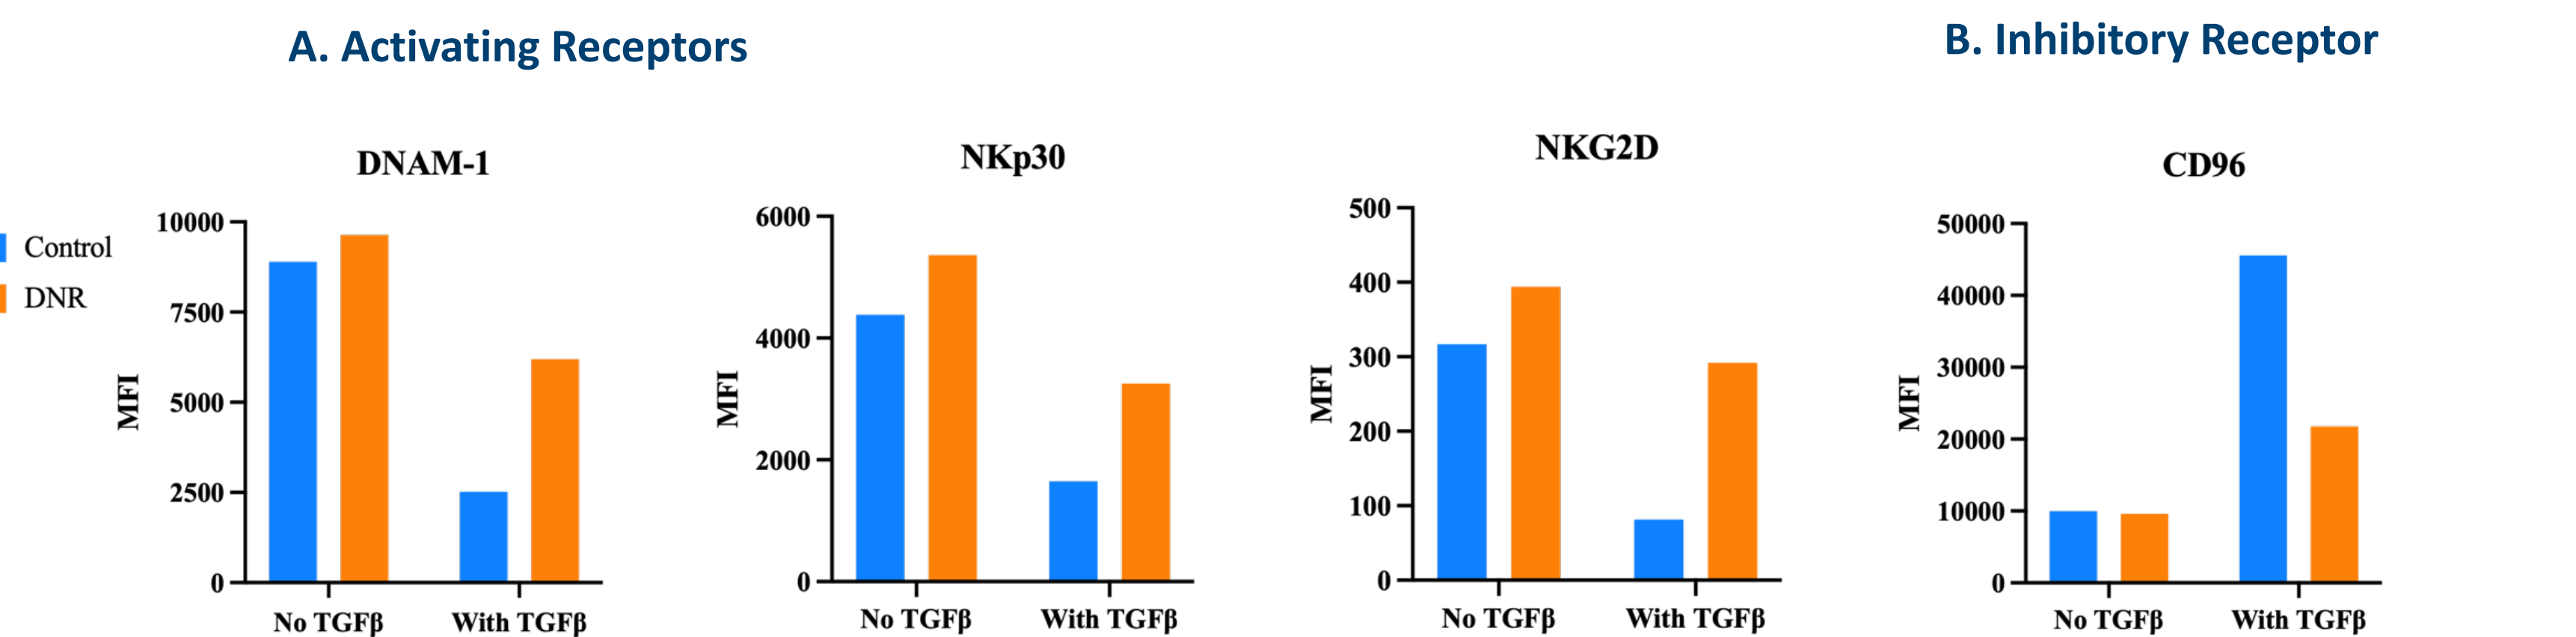 A. Activating Receptors
B. Inhibitory Receptor
Control
DNR
DNAM-1
MFI
10000
7500
5000
2500
0
No TGFβ
With TGFβ
NKp30
MFI
6000
4000
2000
0
No TGFβ
With TGFβ
NKG2D
MFI
500
400
300
200
100
0
No TGFβ
With TGFβ
CD96
MFI
50000
40000
30000
20000
10000
0
No TGFβ
With TGFβ